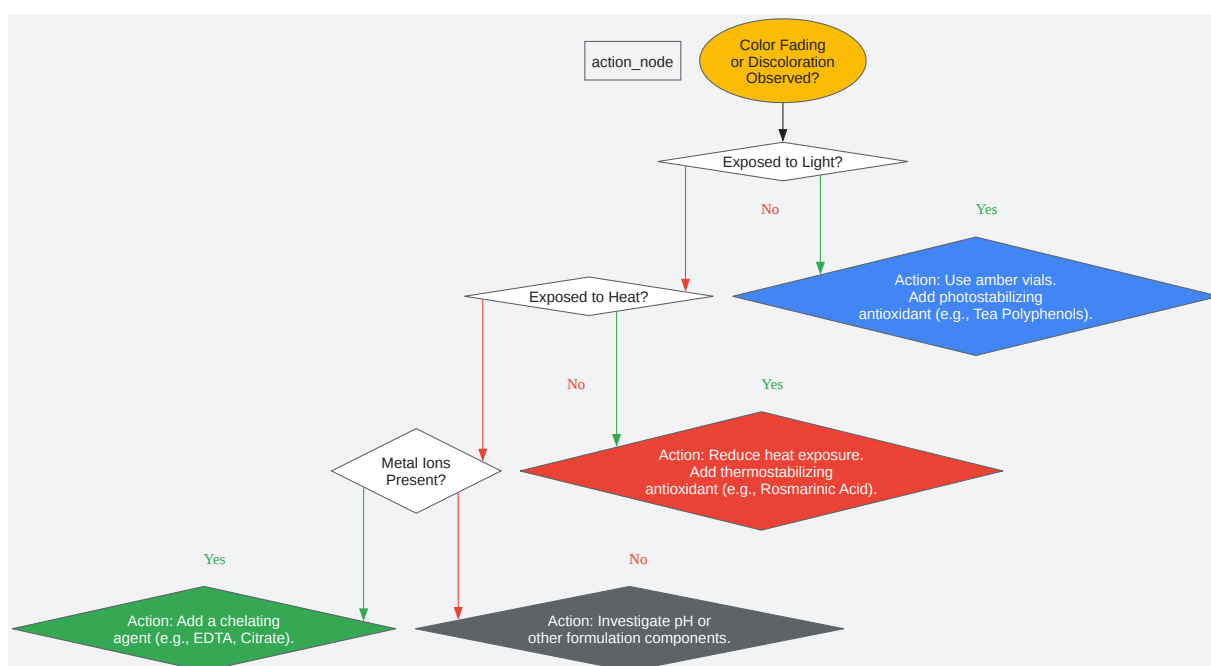 action_node
Color Fading
or Discoloration
Observed?
Exposed to Light?
No
Yes
Exposed to Heat?
Action: Use amber vials.
Add photostabilizing
antioxidant (e.g., Tea Polyphenols).
No
Yes
Metal Ions
Present?
Action: Reduce heat exposure.
Add thermostabilizing
antioxidant (e.g., Rosmarinic Acid).
Yes
No
Action: Add a chelating
agent (e.g., EDTA, Citrate).
Action: Investigate pH or
other formulation components.